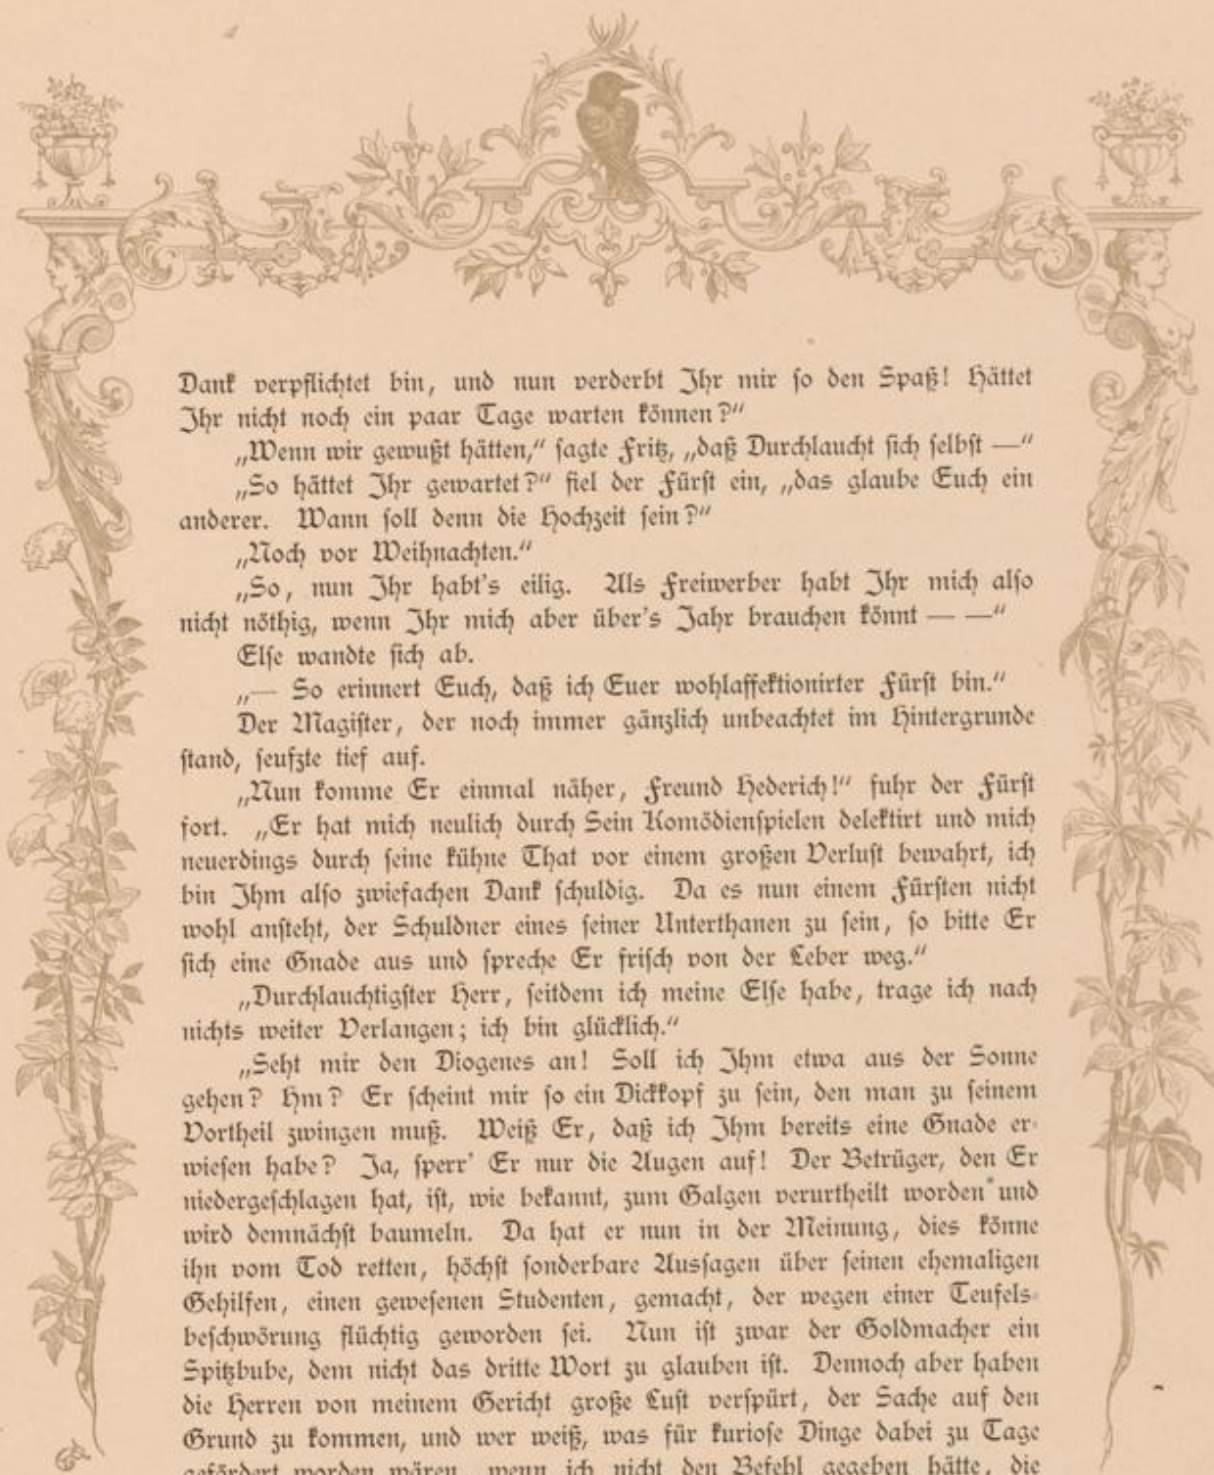 Dank verpflichtet bin, und nun verderbt Ihr mir so den Spaß! Hättet
Ihr nicht noch ein paar Tage warten können?“
„Wenn wir gewußt hätten,“ sagte Fritz, „daß Durchlaucht sich selbst —“
„So hättet Ihr gewartet?“ fiel der Fürst ein, „das glaube Euch ein
anderer. Wann soll denn die Hochzeit sein?“
„Noch vor Weihnachten.“
„So, nun Ihr habt's eilig. Als Freiwerber habt Ihr mich also
nicht nöthig, wenn Ihr mich aber über's Jahr brauchen könnt — —“
Else wandte sich ab.
„— So erinnert Euch, daß ich Euer wohlaffektionirter Fürst bin.“
Der Magister, der noch immer gänzlich unbeachtet im Hintergrunde
stand, seufzte tief auf.
„Nun komme Er einmal näher, Freund Hederich!“ fuhr der Fürst
fort. „Er hat mich neulich durch Sein Komödienspielen delektirt und mich
neuerdings durch seine kühne That vor einem großen Verlust bewahrt, ich
bin Ihm also zwiefachen Dank schuldig. Da es nun einem Fürsten nicht
wohl ansteht, der Schuldner eines seiner Unterthanen zu sein, so bitte Er
sich eine Gnade aus und spreche Er frisch von der Leber weg.“
„Durchlauchtigster Herr, seitdem ich meine Else habe, trage ich nach
nichts weiter Verlangen; ich bin glücklich.“
„Seht mir den Diogenes an! Soll ich Ihm etwa aus der Sonne
gehen? Hm? Er scheint mir so ein Dickkopf zu sein, den man zu seinem
Vortheil zwingen muß. Weiß Er, daß ich Ihm bereits eine Gnade er-
wiesen habe? Ja, sperr' Er nur die Augen auf! Der Betrüger, den Er
niedergeschlagen hat, ist, wie bekannt, zum Galgen verurtheilt worden und
wird demnächst baumeln. Da hat er nun in der Meinung, dies könne
ihn vom Tod retten, höchst sonderbare Aussagen über seinen ehemaligen
Gehilfen, einen gewesenen Studenten, gemacht, der wegen einer Teufels-
beschwörung flüchtig geworden sei. Nun ist zwar der Goldmacher ein
Spitzbube, dem nicht das dritte Wort zu glauben ist. Dennoch aber haben
die Herren von meinem Gericht große Lust verspürt, der Sache auf den
Grund zu kommen, und wer weiß, was für kuriose Dinge dabei zu Tage
gefördert worden wären, wenn ich nicht den Befehl gegeben hätte, die